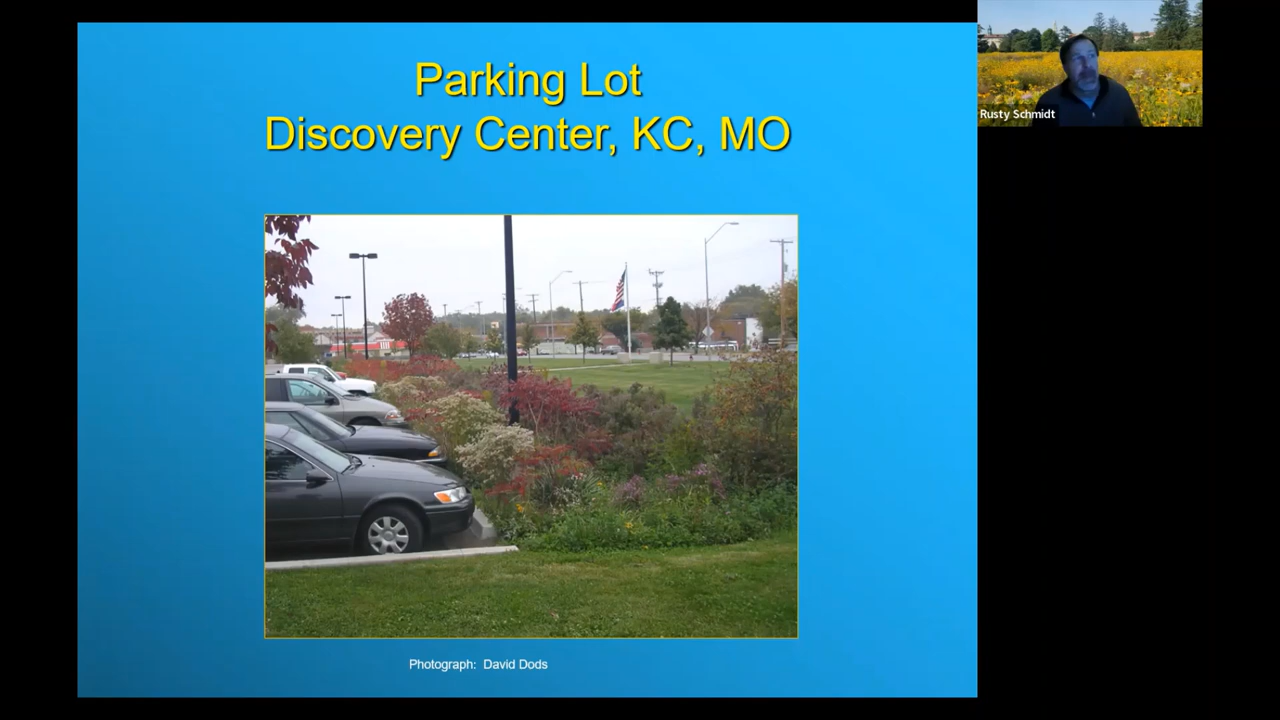 Parking Lot
Discovery Center, KC, MO
Photograph: David Dods
Rusty Schmidt